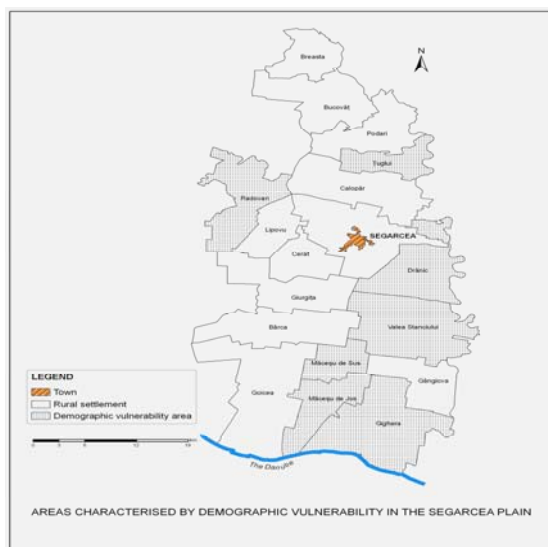 N
Breasta
Bucovăț
Podari
Țuglui
Calopăr
Radovan
SEGARCEA
Lipovu
Cerăt
Drănic
Giurgița
Valea Stanciului
Bârca
Măceșu de Sus
Gângiova
Goicea
Măceșu de Jos
Gighera
LEGEND
Town
Rural settlement
Demographic vulnerability area
The Danube
AREAS CHARACTERISED BY DEMOGRAPHIC VULNERABILITY IN THE SEGARCEA PLAIN